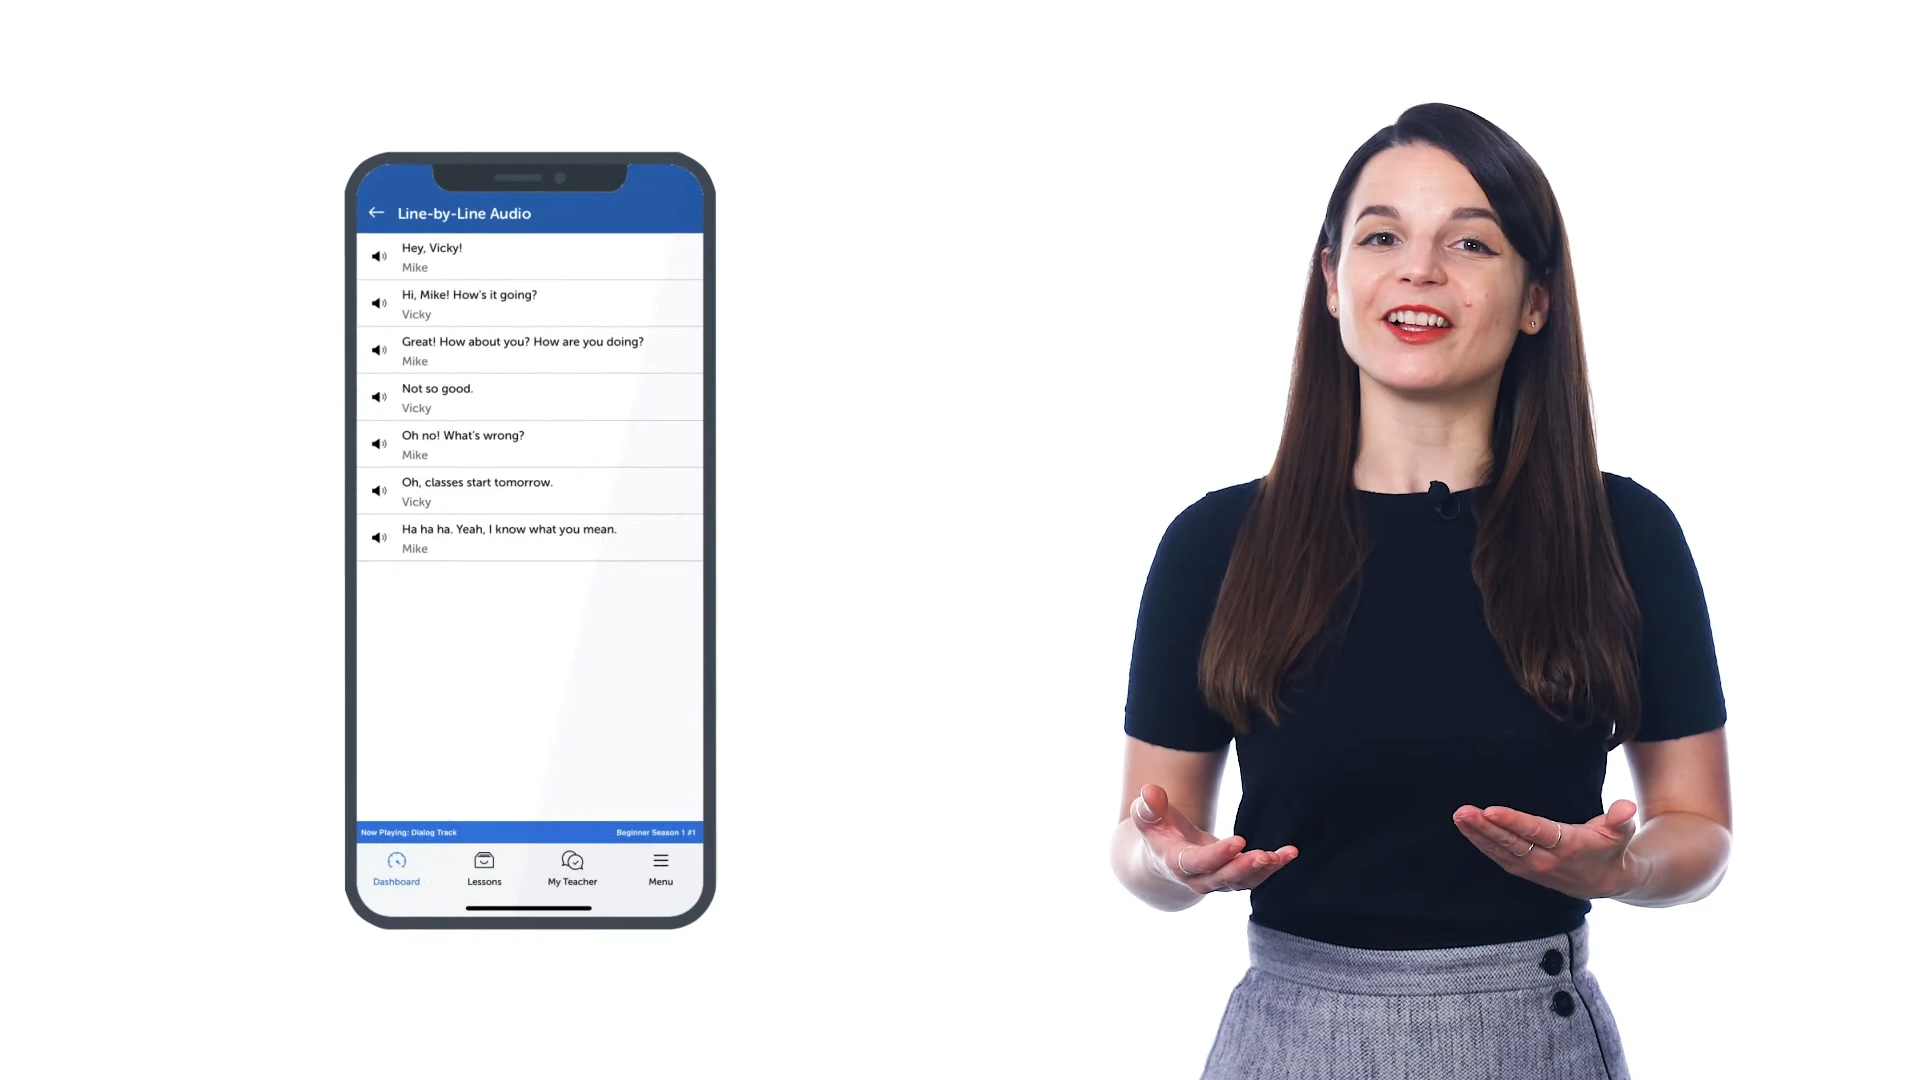 Line-by-Line Audio
Hey, Vicky!
Mike
Hi, Mike! How's it going?
Vicky
Great! How about you? How are you doing?
Mike
Not so good.
Vicky
Oh no! What's wrong?
Mike
Oh, classes start tomorrow.
Vicky
Ha ha ha. Yeah, I know what you mean.
Mike
Now Playing: Dialog Track
Beginner Season 1 #1
Dashboard
Lessons
My Teacher
Menu